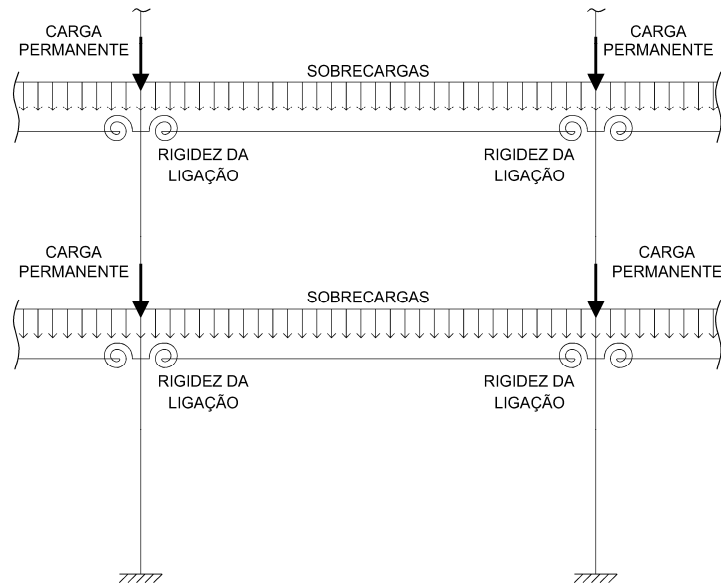 CARGA
PERMANENTE
CARGA
PERMANENTE
SOBRECARGAS
RIGIDEZ DA
LIGAÇÃO
RIGIDEZ DA
LIGAÇÃO
CARGA
PERMANENTE
CARGA
PERMANENTE
SOBRECARGAS
RIGIDEZ DA
LIGAÇÃO
RIGIDEZ DA
LIGAÇÃO